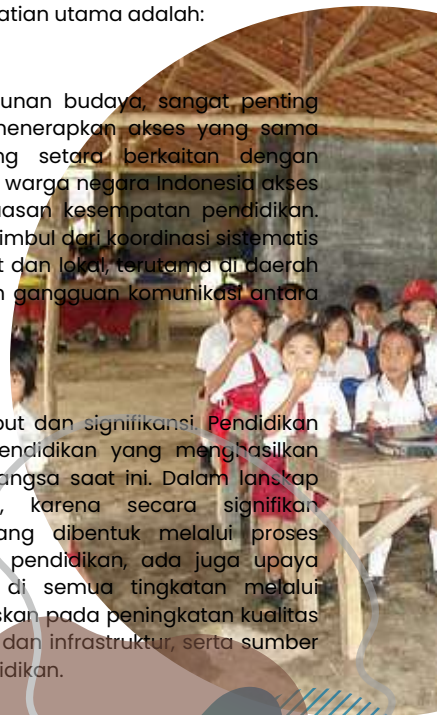 atian utama adalah:
unan budaya, sangat penting
nenerapkan akses yang sama
ng setara berkaitan dengan
warga negara Indonesia akses
asan kesempatan pendidikan.
imbul dari koordinasi sistematis
t dan lokal, terutama di daerah
n gangguan komunikasi antara
out dan signifikansi. Pendidikan
endidikan yang menghasilkan
angsa saat ini. Dalam lanskap
, karena secara signifikan
ang dibentuk melalui proses
pendidikan, ada juga upaya
di semua tingkatan melalui
skan pada peningkatan kualitas
dan infrastruktur, serta sumber
idikan.